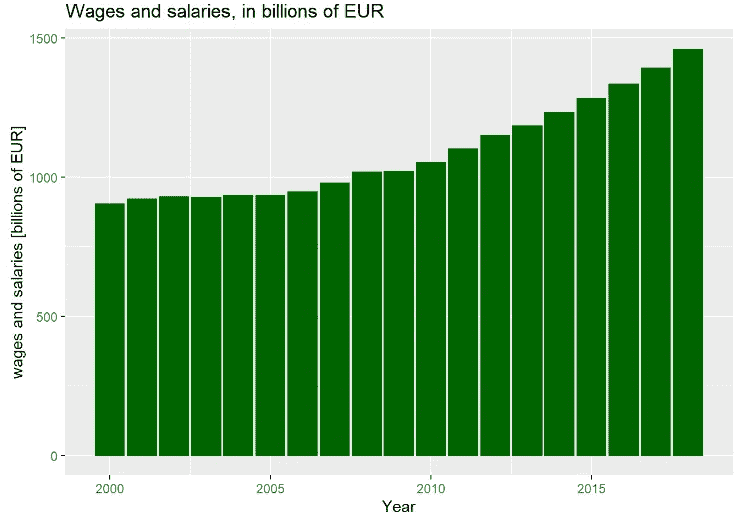 Wages and salaries, in billions of EUR
wages and salaries [billions of EUR]
1500
1000
500
0
2000 2005 2010 2015
Year